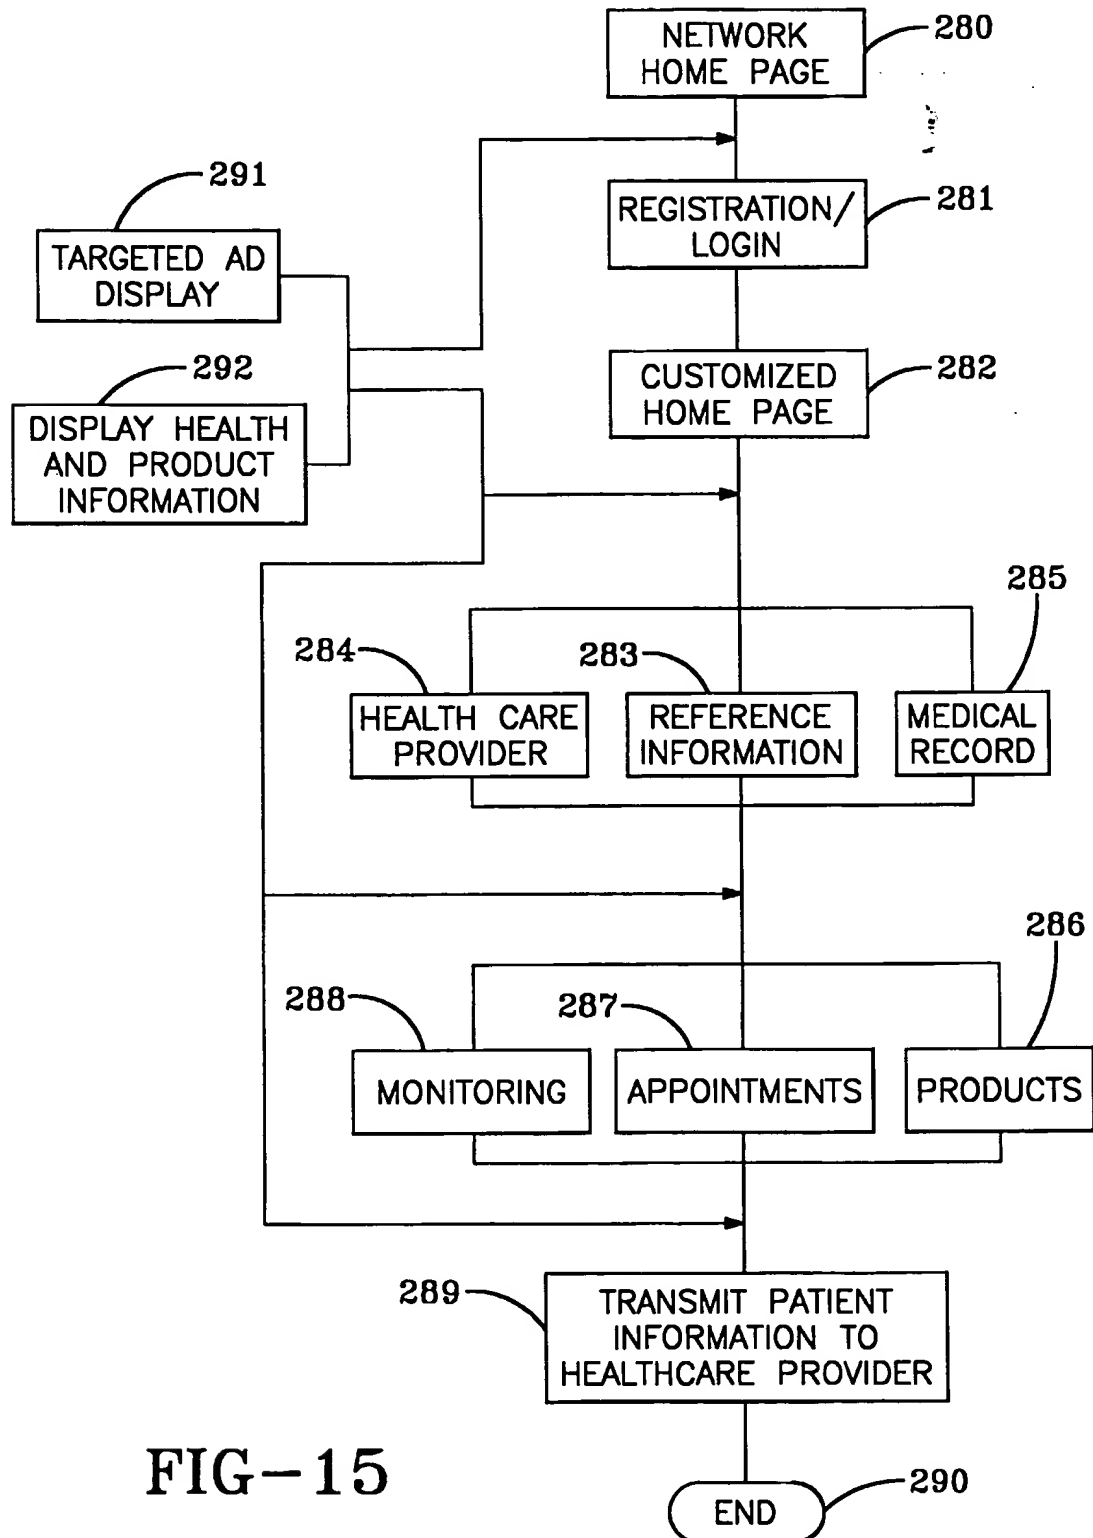 NETWORK
HOME PAGE
280
291
REGISTRATION/
LOGIN
281
TARGETED AD
DISPLAY
292
CUSTOMIZED
HOME PAGE
282
DISPLAY HEALTH
AND PRODUCT
INFORMATION
285
284
283
HEALTH CARE
PROVIDER
REFERENCE
INFORMATION
MEDICAL
RECORD
286
288
287
MONITORING
APPOINTMENTS
PRODUCTS
289
TRANSMIT PATIENT
INFORMATION TO
HEALTHCARE PROVIDER
FIG-15
290
END